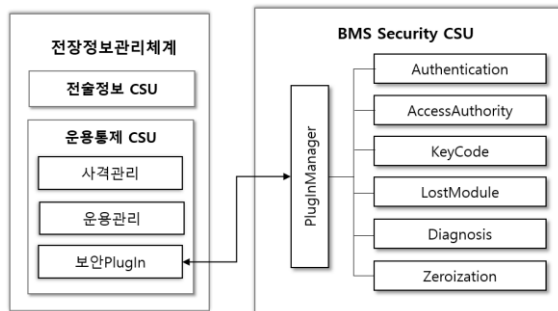 전장정보관리체계
전술정보 CSU
운용통제 CSU
사격관리
운용관리
보안PlugIn
BMS Security CSU
PlugInManager
Authentication
AccessAuthority
KeyCode
LostModule
Diagnosis
Zeroization